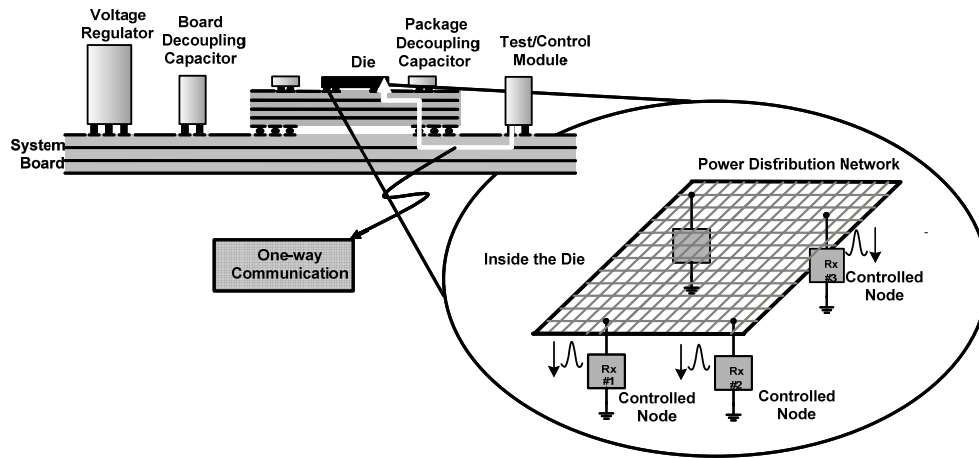 Voltage
Regulator
Board
Decoupling
Capacitor
Die
Package
Decoupling
Capacitor
Test/Control
Module
System
Board
One-way
Communication
Power Distribution Network
Inside the Die
Rx
#3
Controlled
Node
Rx
#1
Controlled
Node
Rx
#2
Controlled
Node